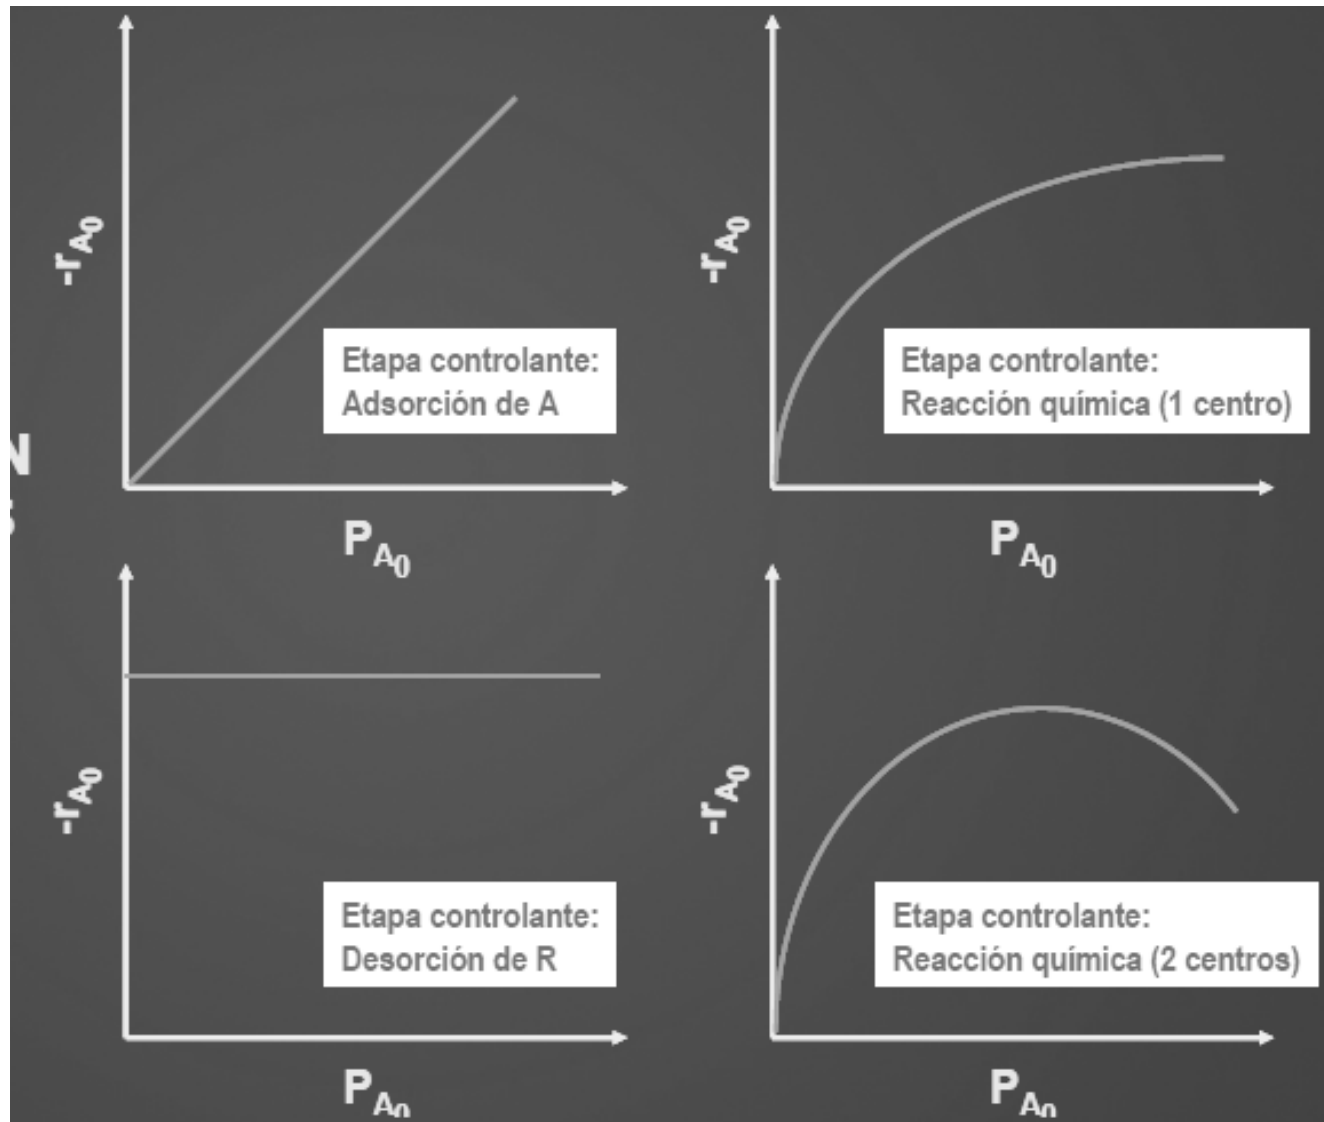 -rA0
Etapa controlante:
Adsorción de A
PA0
-rA0
Etapa controlante:
Reacción química (1 centro)
PA0
N
-rA0
Etapa controlante:
Desorción de R
PA0
-rA0
Etapa controlante:
Reacción química (2 centros)
PA0